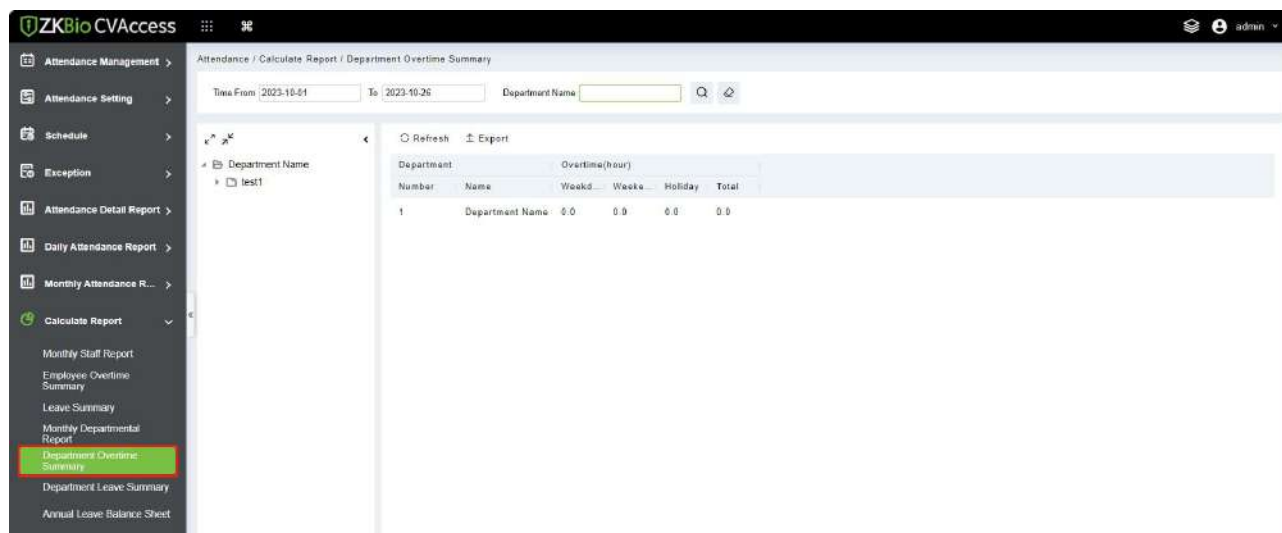 ZKBio CVAccess
admin
Attendance Management
Attendance Setting
Schedule
Exception
Attendance Detail Report
Daily Attendance Report
Monthly Attendance R...
Calculate Report
Monthly Staff Report
Employee Overtime
Summary
Leave Summary
Monthly Departmental
Report
Department Overtime
Summary
Department Leave Summary
Annual Leave Balance Sheet
Attendance / Calculate Report / Department Overtime Summary
Time From 2023-10-01 To 2023-10-26 Department Name
Department Name
test1
Refresh Export
Department Overtime(hour)
Number Name Weekd... Weeke... Holiday Total
1 Department Name 0.0 0.0 0.0 0.0